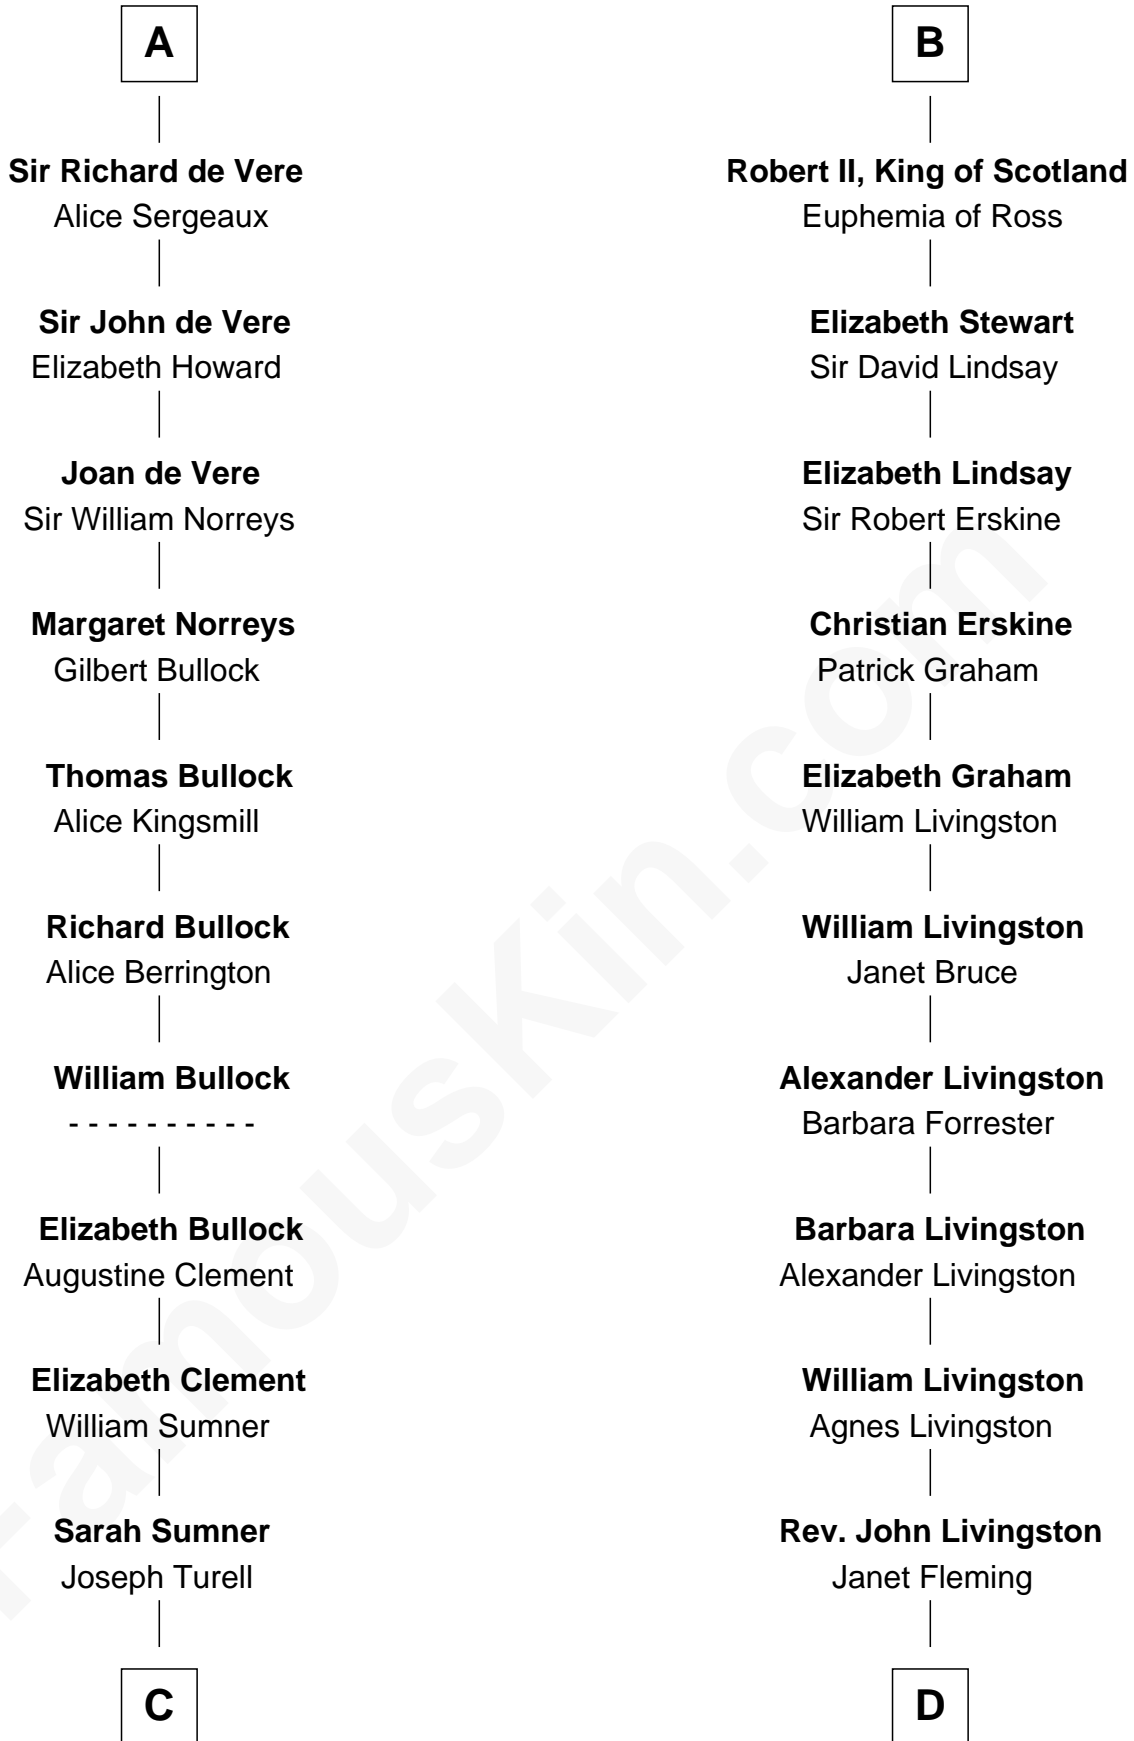 A
Sir Richard de Vere
Alice Sergeaux
Sir John de Vere
Elizabeth Howard
Joan de Vere
Sir William Norreys
Margaret Norreys
Gilbert Bullock
Thomas Bullock
Alice Kingsmill
Richard Bullock
Alice Berrington
William Bullock
- - - - - - - - - -
Elizabeth Bullock
Augustine Clement
Elizabeth Clement
William Sumner
Sarah Sumner
Joseph Turell
C
B
Robert II, King of Scotland
Euphemia of Ross
Elizabeth Stewart
Sir David Lindsay
Elizabeth Lindsay
Sir Robert Erskine
Christian Erskine
Patrick Graham
Elizabeth Graham
William Livingston
William Livingston
Janet Bruce
Alexander Livingston
Barbara Forrester
Barbara Livingston
Alexander Livingston
William Livingston
Agnes Livingston
Rev. John Livingston
Janet Fleming
D
FamousKin.com